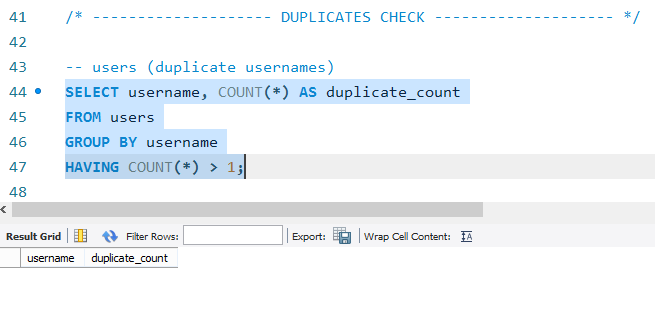 41 /* ------------------- DUPLICATES CHECK ------------------- */
42
43 -- users (duplicate usernames)
44 SELECT username, COUNT(*) AS duplicate_count
45 FROM users
46 GROUP BY username
47 HAVING COUNT(*) > 1;
48
Result Grid Filter Rows: Export: Wrap Cell Content: IA
username duplicate_count